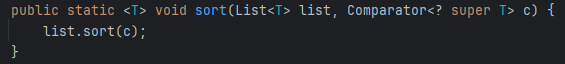 public static <T> void sort(List<T> list, Comparator<? super T> c) {
    list.sort(c);
}